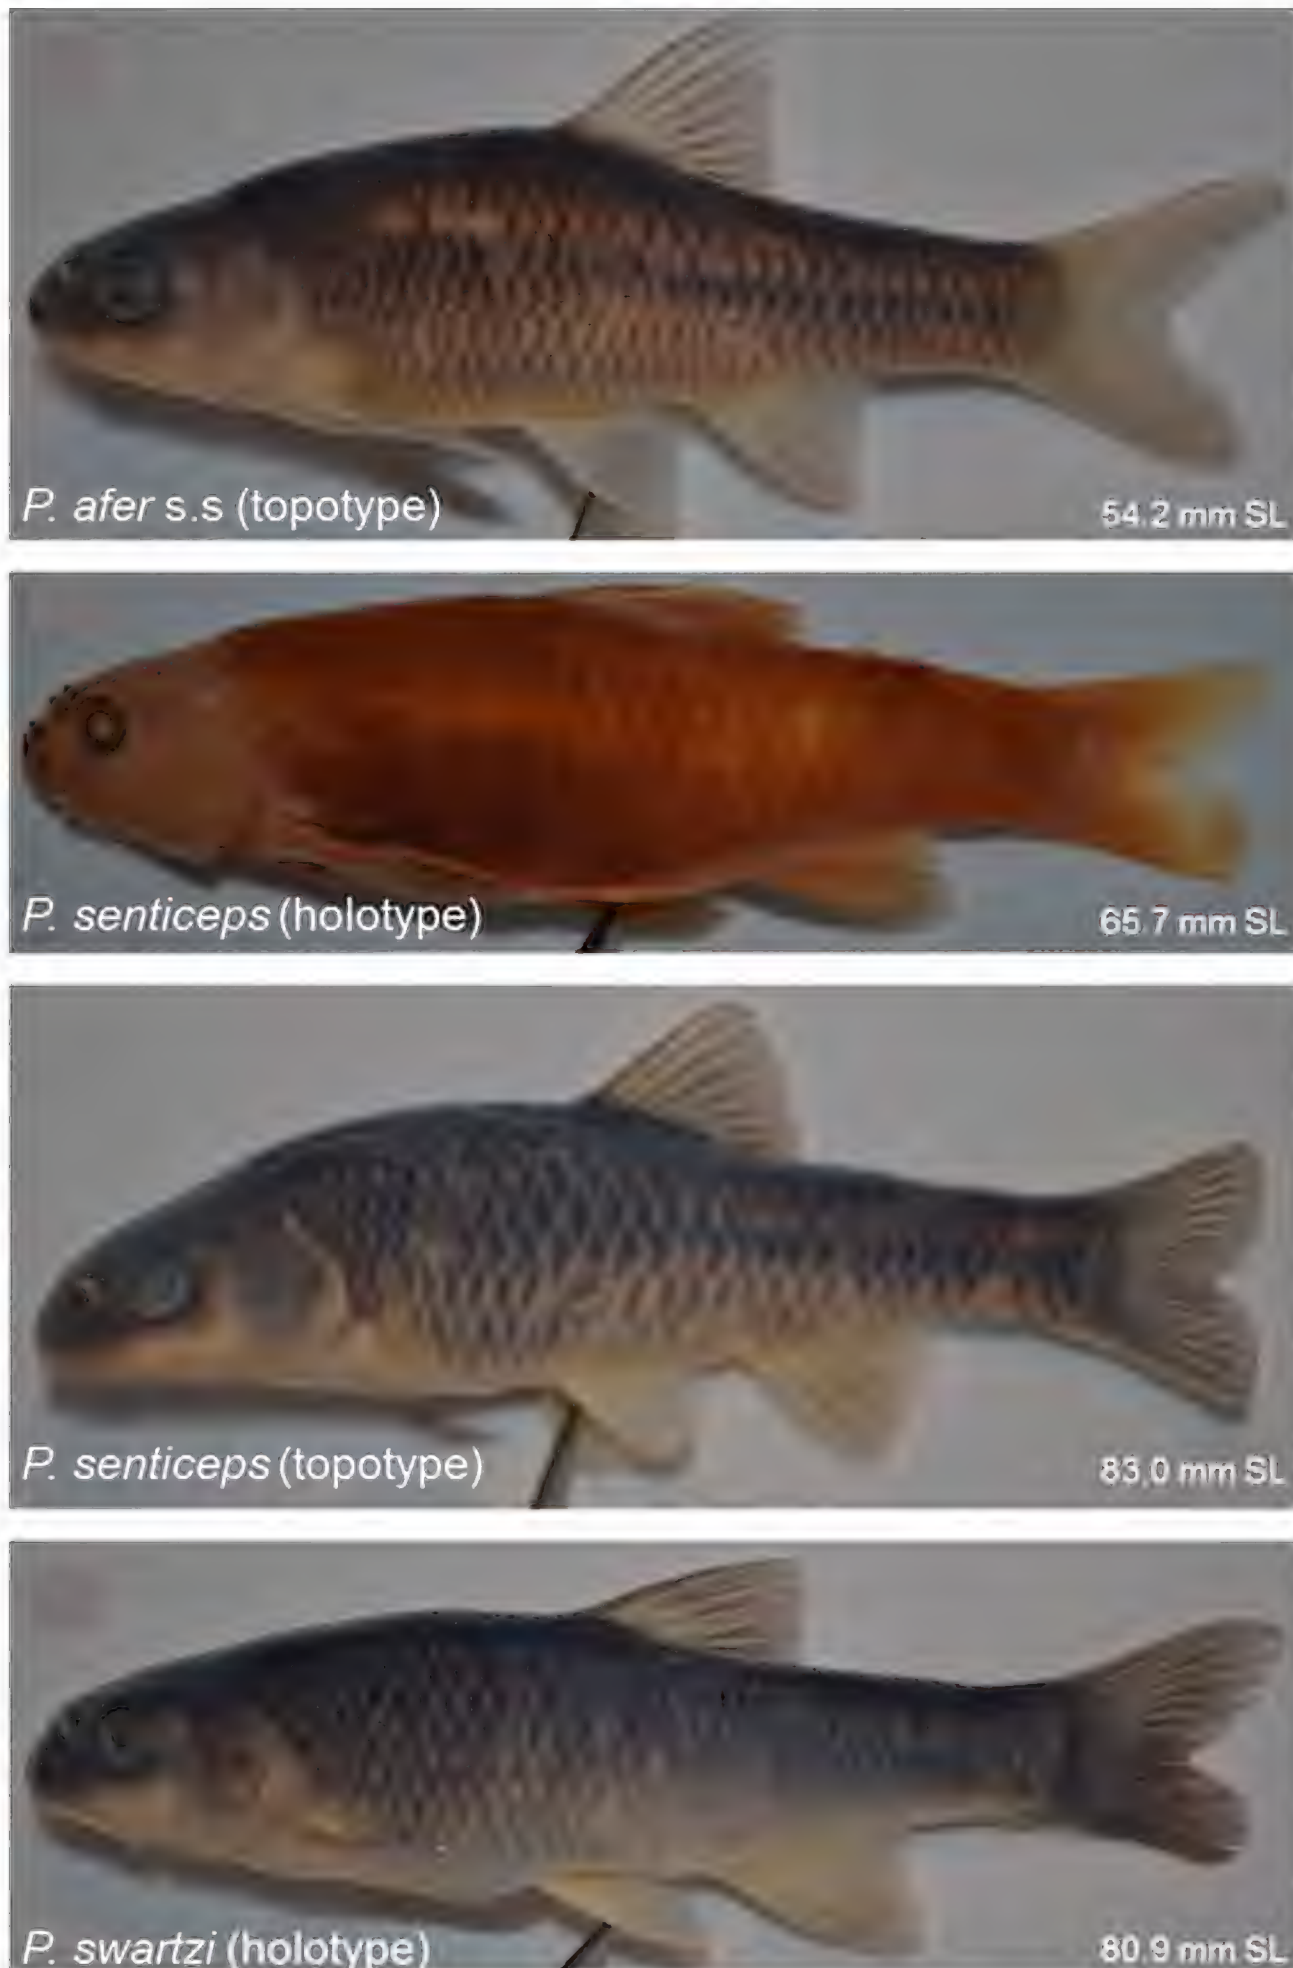 P. afer s.s (topotype)
54.2 mm SL
P. senticeps (holotype)
65.7 mm SL
P. senticeps (topotype)
83.0 mm SL
P. swartzi (holotype)
80.9 mm SL